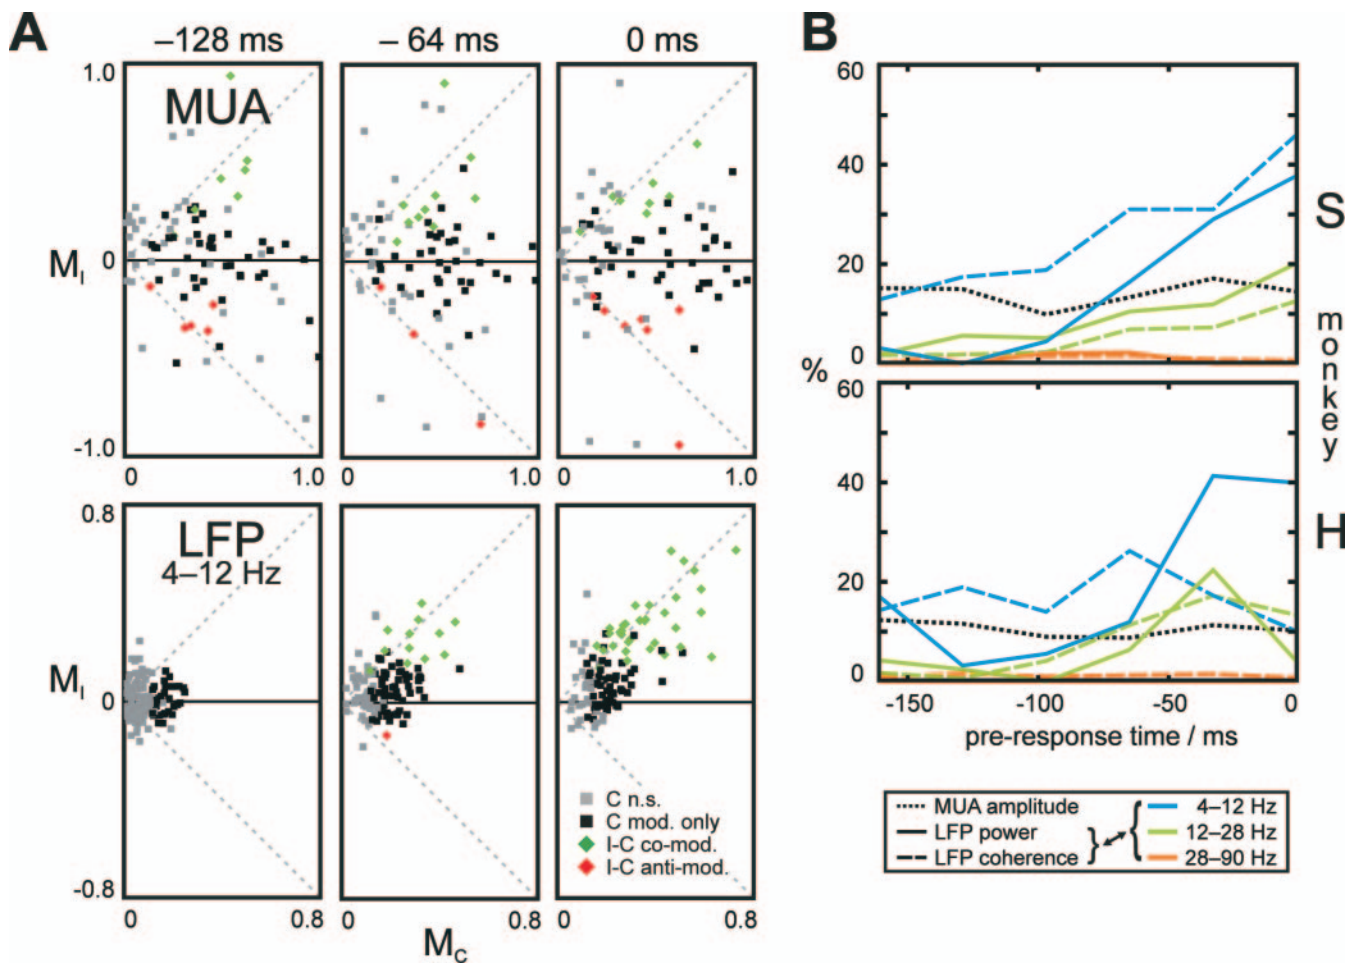 A
–128 ms
– 64 ms
0 ms
1.0
MUA
M_I
0
-1.0
0
1.0
0
1.0
0
1.0
0.8
LFP
4–12 Hz
M_I
0
-0.8
C n.s.
C mod. only
I-C co-mod.
I-C anti-mod.
0
0.8
0
0.8
0
0.8
M_C
B
60
40
20
0
%
60
40
20
0
S
monkey
H
-150
-100
-50
0
pre-response time / ms
MUA amplitude
LFP power
LFP coherence
4–12 Hz
12–28 Hz
28–90 Hz